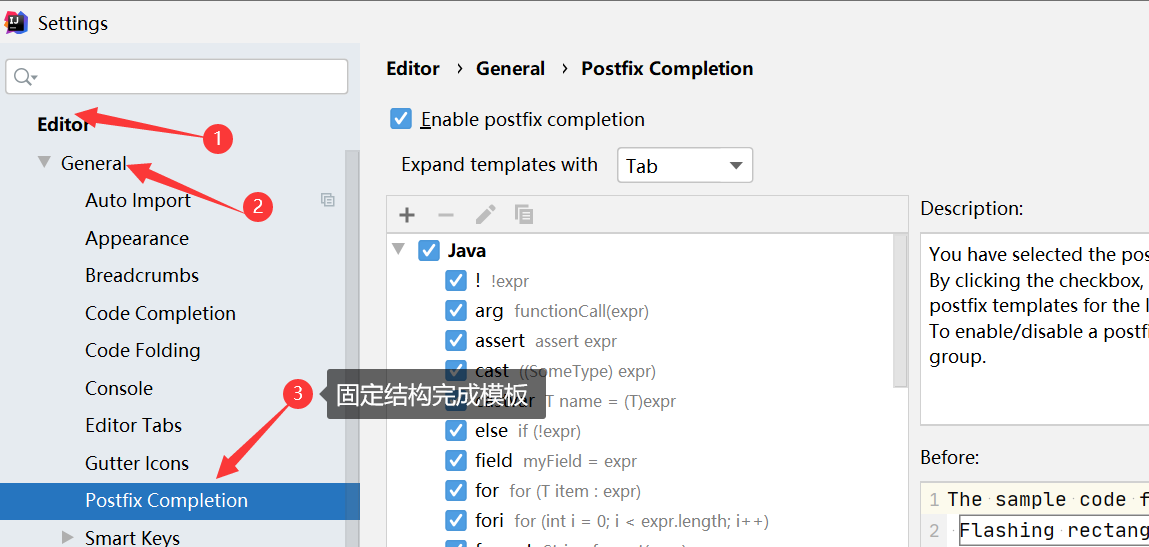 Settings
Editor › General › Postfix Completion
Editor
1
Enable postfix completion
General
Expand templates with Tab
2
Auto Import
Appearance
Breadcrumbs
Code Completion
Code Folding
Console
3
固定结构完成模板
Editor Tabs
Gutter Icons
Postfix Completion
Smart Keys
Java
! !expr
arg functionCall(expr)
assert assert expr
cast ((SomeType) expr)
T name = (T)expr
else if (!expr)
field myField = expr
for for (T item : expr)
fori for (int i = 0; i < expr.length; i++)
Description:
You have selected the pos
By clicking the checkbox,
postfix templates for the l
To enable/disable a postfi
group.
Before:
1 The sample code f
2 Flashing rectang